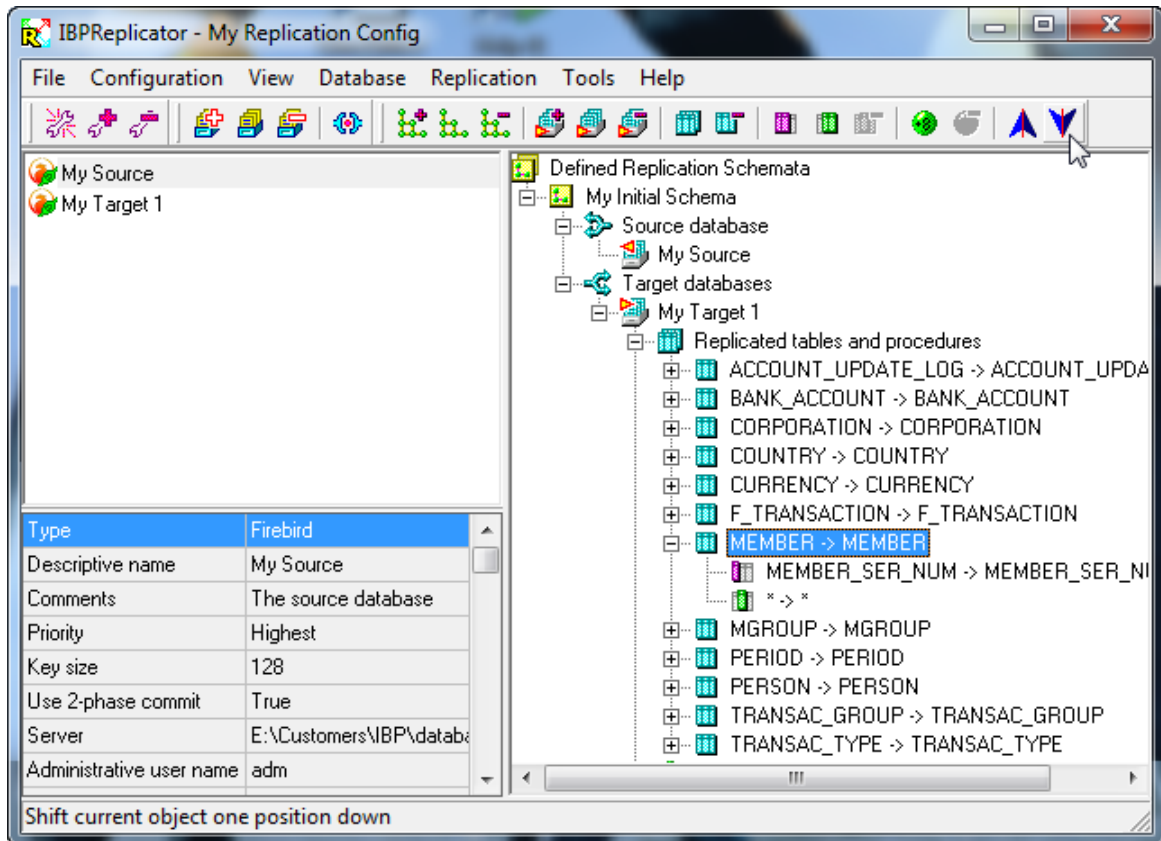 IBPReplicator - My Replication Config
File Configuration View Database Replication Tools Help
My Source
My Target 1
Defined Replication Schemata
My Initial Schema
Source database
My Source
Target databases
My Target 1
Replicated tables and procedures
ACCOUNT_UPDATE_LOG -> ACCOUNT_UPDA
BANK_ACCOUNT -> BANK_ACCOUNT
CORPORATION -> CORPORATION
COUNTRY -> COUNTRY
CURRENCY -> CURRENCY
F_TRANSACTION -> F_TRANSACTION
MEMBER -> MEMBER
MEMBER_SER_NUM -> MEMBER_SER_NU
* -> *
MGROUP -> MGROUP
PERIOD -> PERIOD
PERSON -> PERSON
TRANSAC_GROUP -> TRANSAC_GROUP
TRANSAC_TYPE -> TRANSAC_TYPE
Type Firebird
Descriptive name My Source
Comments The source database
Priority Highest
Key size 128
Use 2-phase commit True
Server E:\Customers\IBP\databa
Administrative user name adm
Shift current object one position down